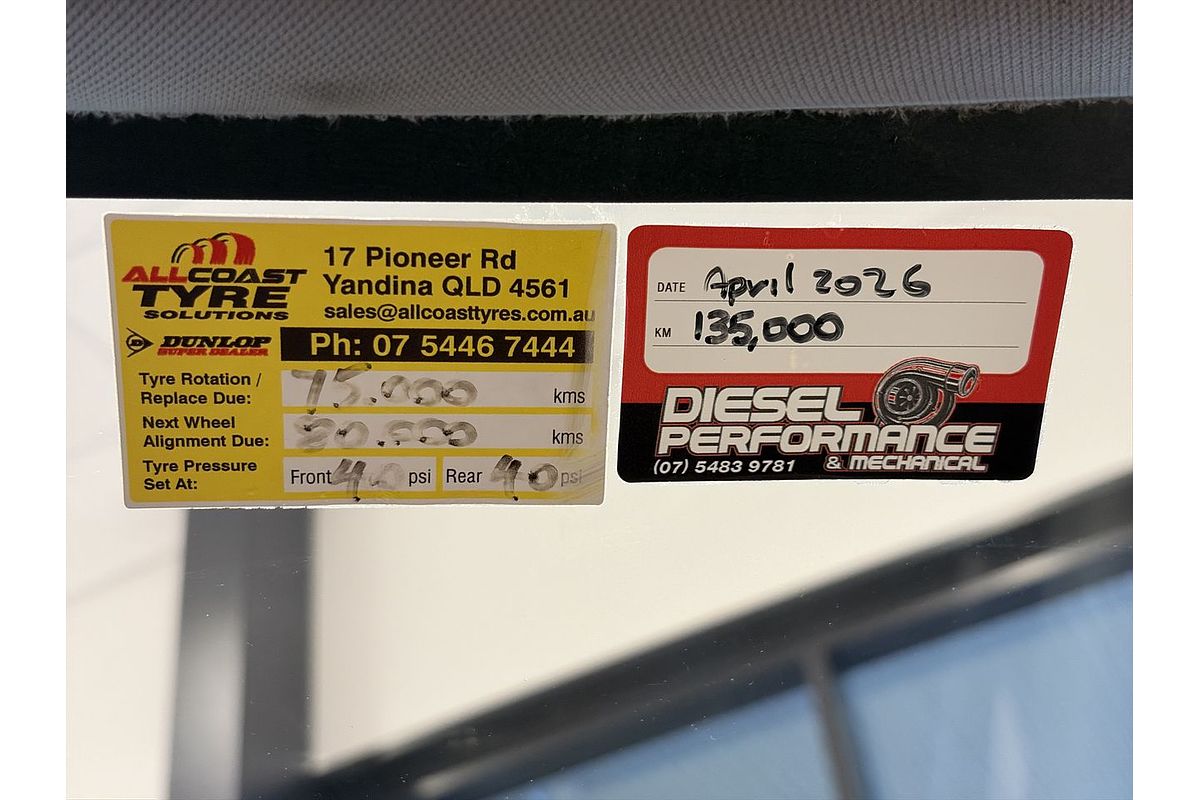 ALLCOAST
TYRE
SOLUTIONS
17 Pioneer Rd
Yandina QLD 4561
sales@allcoasttyres.com.au
DUNLOP
SUPER DEALER
Ph: 07 5446 7444
Tyre Rotation /
Replace Due: 75.000 kms
Next Wheel
Alignment Due: kms
Tyre Pressure
Set At: Front 40 psi Rear 40 psi
DATE April 2026
KM 135,000
DIESEL
PERFORMANCE
(07) 5483 9781 & MECHANICAL